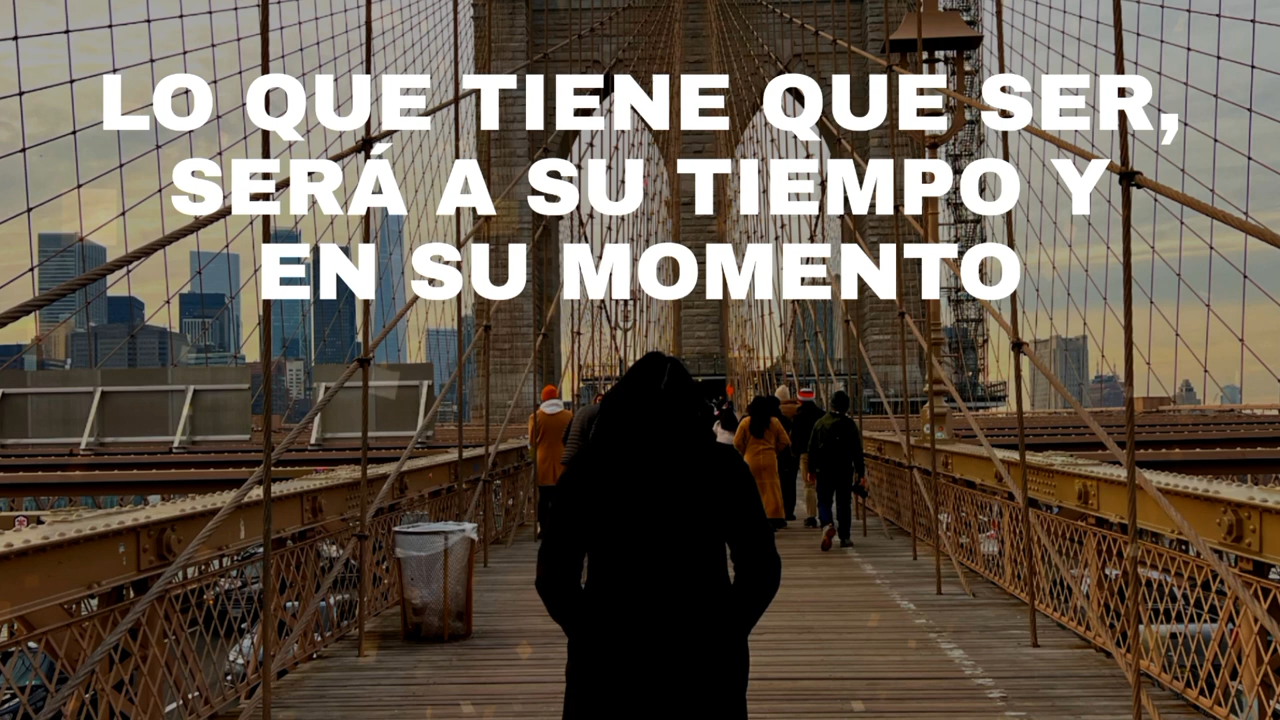 LO QUE TIENE QUE SER,
SERÁ A SU TIEMPO Y
EN SU MOMENTO